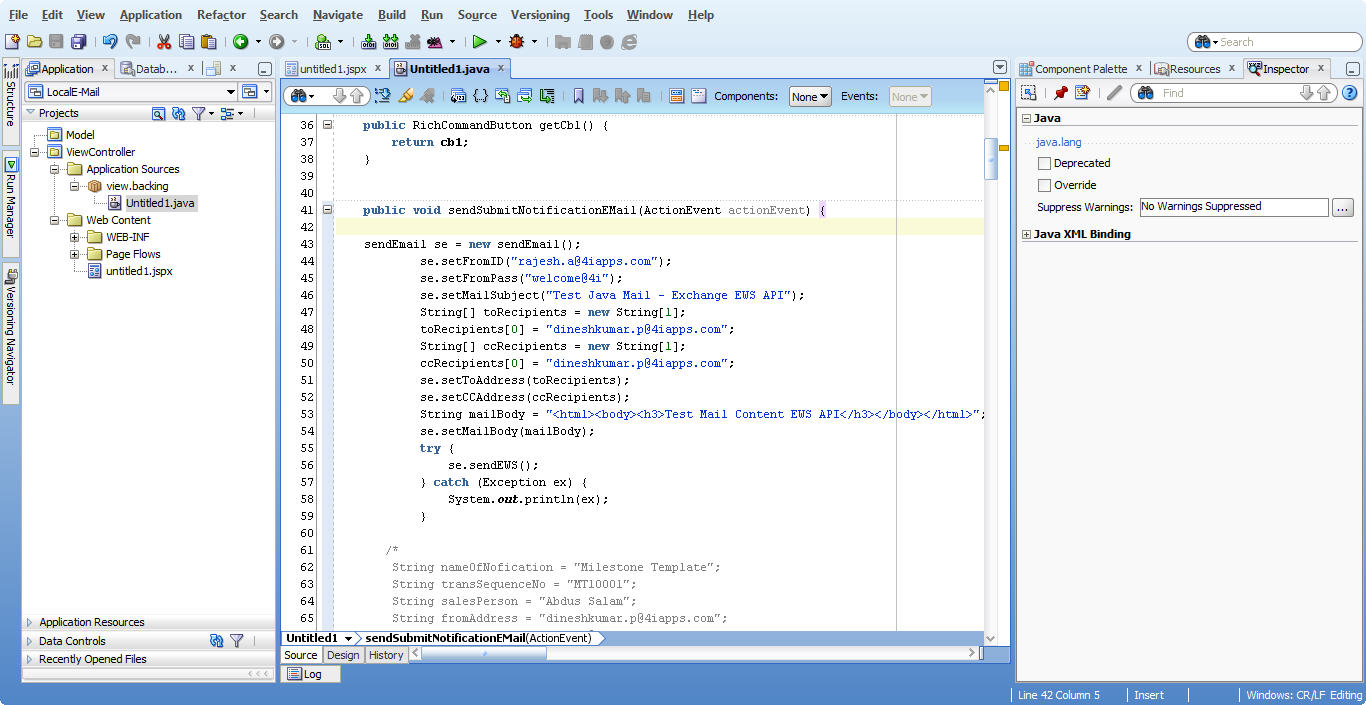 File Edit View Application Refactor Search Navigate Build Run Source Versioning Tools Window Help
Search
Structure
Run Manager
Versioning Navigator
Application
Datab...
LocalE-Mail
Projects
Model
ViewController
Application Sources
view.backing
Untitled1.java
Web Content
WEB-INF
Page Flows
untitled1.jspx
Application Resources
Data Controls
Recently Opened Files
untitled1.jspx
Untitled1.java
Components: None Events: None
36 public RichCommandButton getCb1() {
37 return cb1;
38 }
39
40
41 public void sendSubmitNotificationEMail(ActionEvent actionEvent) {
42
43 sendEmail se = new sendEmail();
44 se.setFromID("rajesh.a@4iapps.com");
45 se.setFromPass("welcome@4i");
46 se.setMailSubject("Test Java Mail - Exchange EWS API");
47 String[] toRecipients = new String[1];
48 toRecipients[0] = "dineshkumar.p@4iapps.com";
49 String[] ccRecipients = new String[1];
50 ccRecipients[0] = "dineshkumar.p@4iapps.com";
51 se.setToAddress(toRecipients);
52 se.setCCAddress(ccRecipients);
53 String mailBody = "<html><body><h3>Test Mail Content EWS API</h3></body></html>";
54 se.setMailBody(mailBody);
55 try {
56 se.sendEWS();
57 } catch (Exception ex) {
58 System.out.println(ex);
59 }
60
61 /*
62 String nameOfNofication = "Milestone Template";
63 String transSequenceNo = "MT10001";
64 String salesPerson = "Abdus Salam";
65 String fromAddress = "dineshkumar.p@4iapps.com";
Untitled1 sendSubmitNotificationEMail(ActionEvent)
Source Design History
Log
Component Palette
Resources
Inspector
Find
Java
java.lang
Deprecated
Override
Suppress Warnings: No Warnings Suppressed ...
Java XML Binding
Line 42 Column 5 Insert Windows: CR/LF Editing